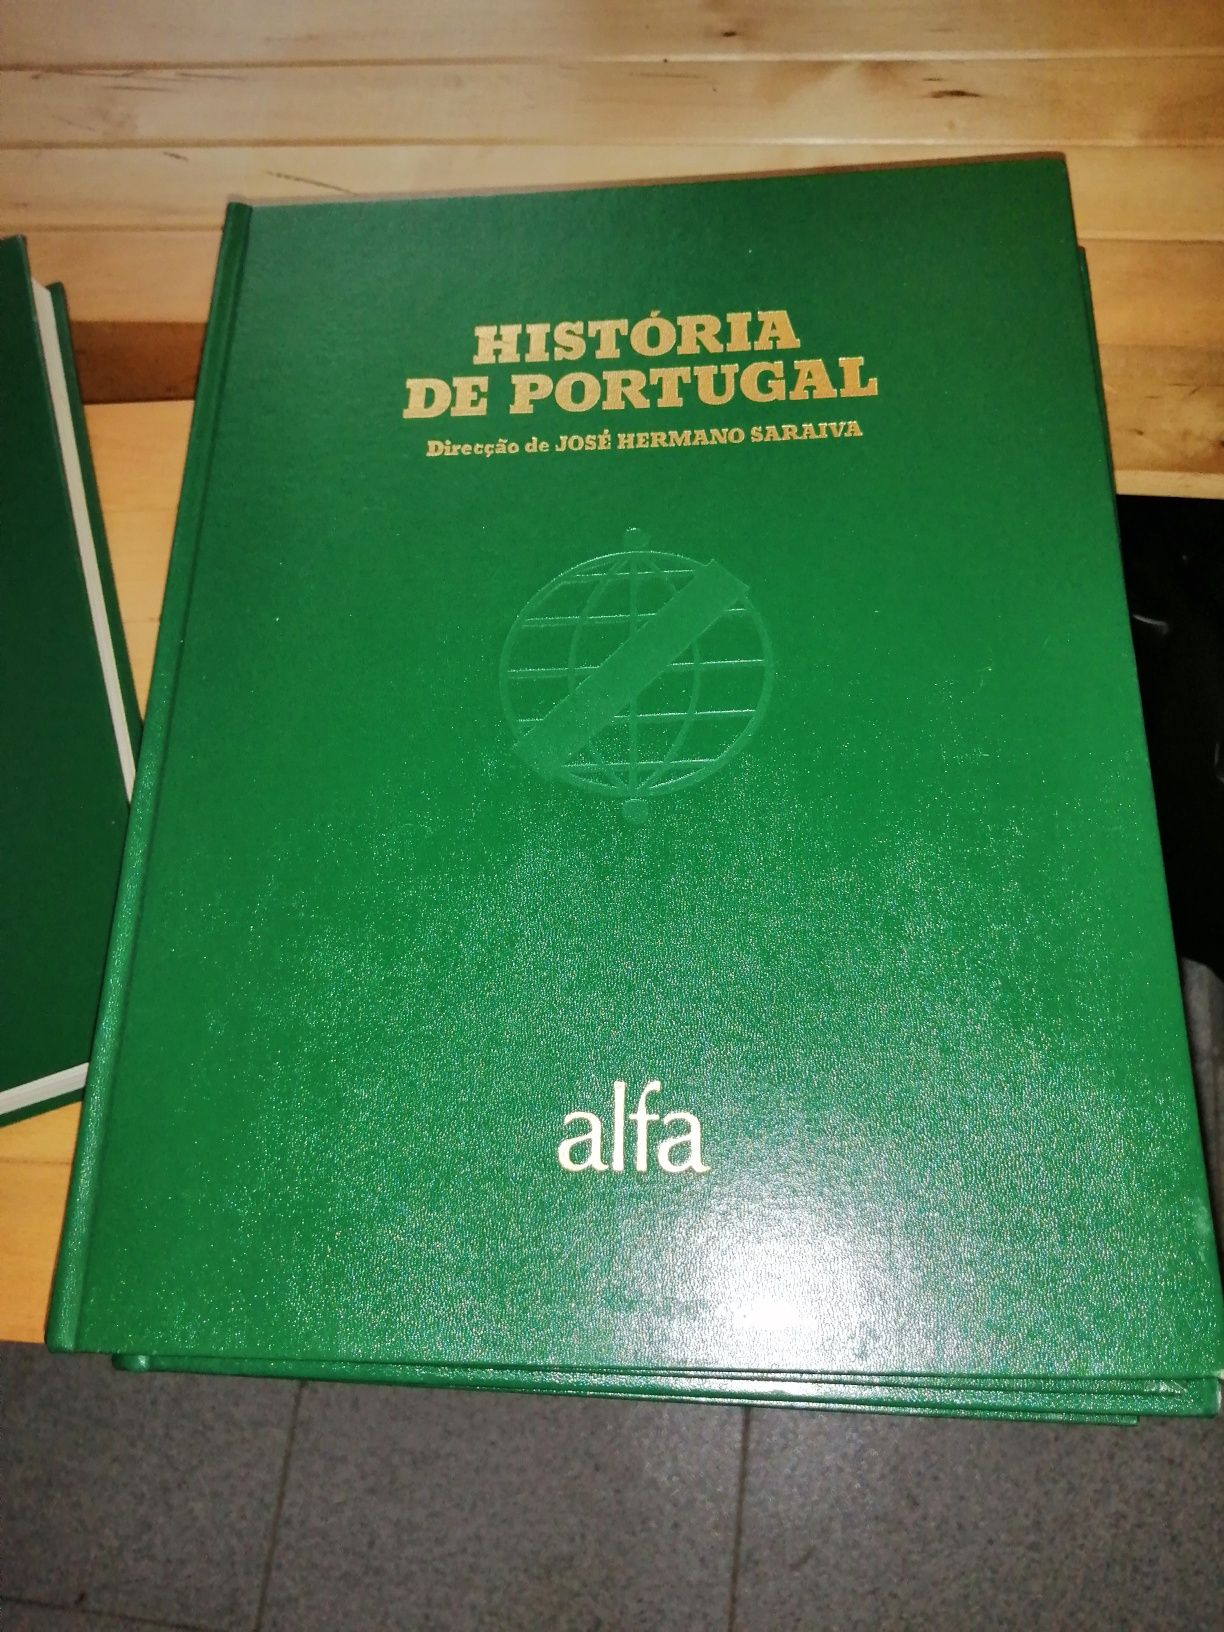 HISTÓRIA
DE PORTUGAL
Direcção de JOSÉ HERMANO SARAIVA
alfa